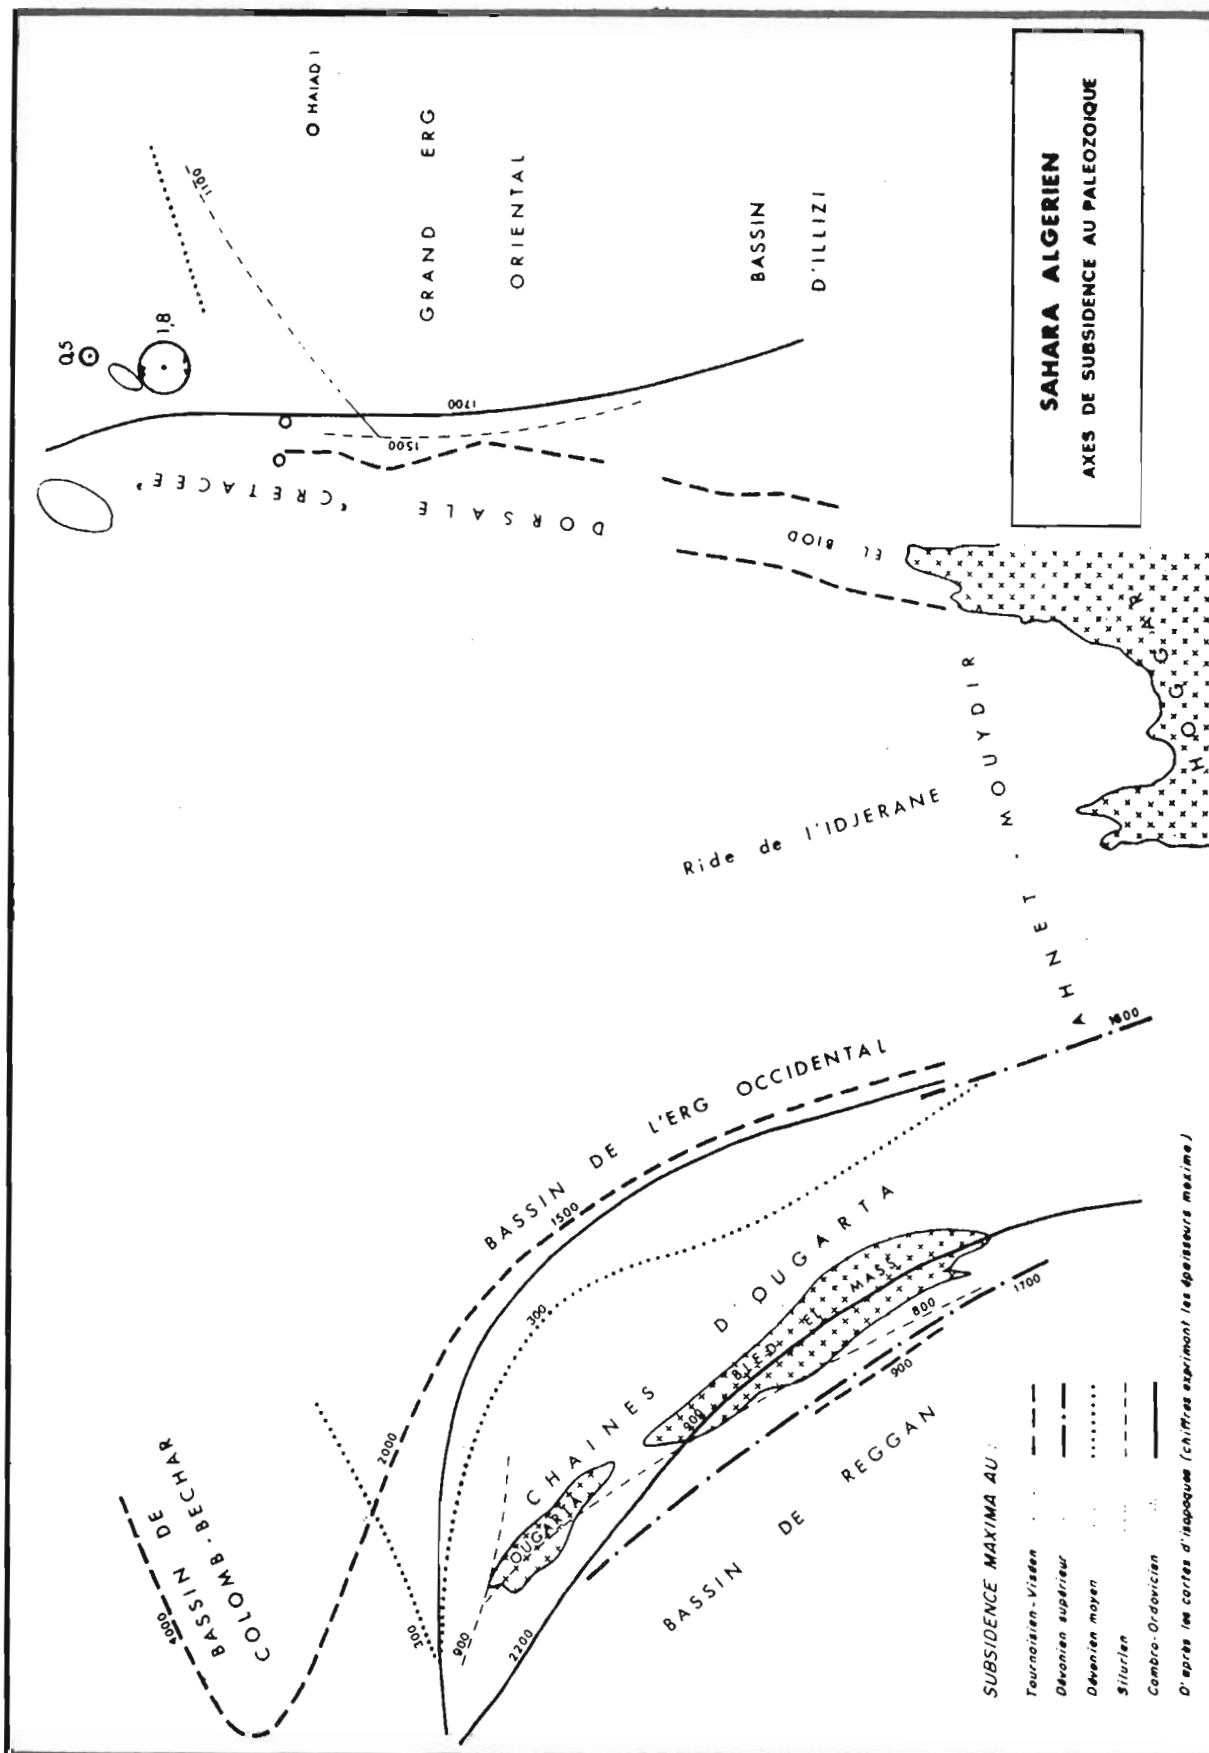 SAHARA ALGERIEN
AXES DE SUBSIDENCE AU PALEOZOIQUE
BASSIN DE
COLOMB-BECHAR
4000
2000
300
300
900
2200
BASSIN DE L'ERG OCCIDENTAL
1500
CHAINES D'OUGARTA
OUGARTA
BLED EL MASS
900
800
900
1700
BASSIN DE REGGAN
1800
AHNET - MOUYDIR
Ride de l'IDJERANE
HOGGAR
EL BIOD
DORSALE "CRETACEE"
1500
1700
1100
0,5
1,8
HAIAD 1
GRAND ERG
ORIENTAL
BASSIN
D'ILLIZI
SUBSIDENCE MAXIMA AU :
Tournaisien-Viséen
Dévonien supérieur
Dévonien moyen
Silurien
Cambro-Ordovicien
D'après les cartes d'isopaques (chiffres exprimant les épaisseurs maxima)